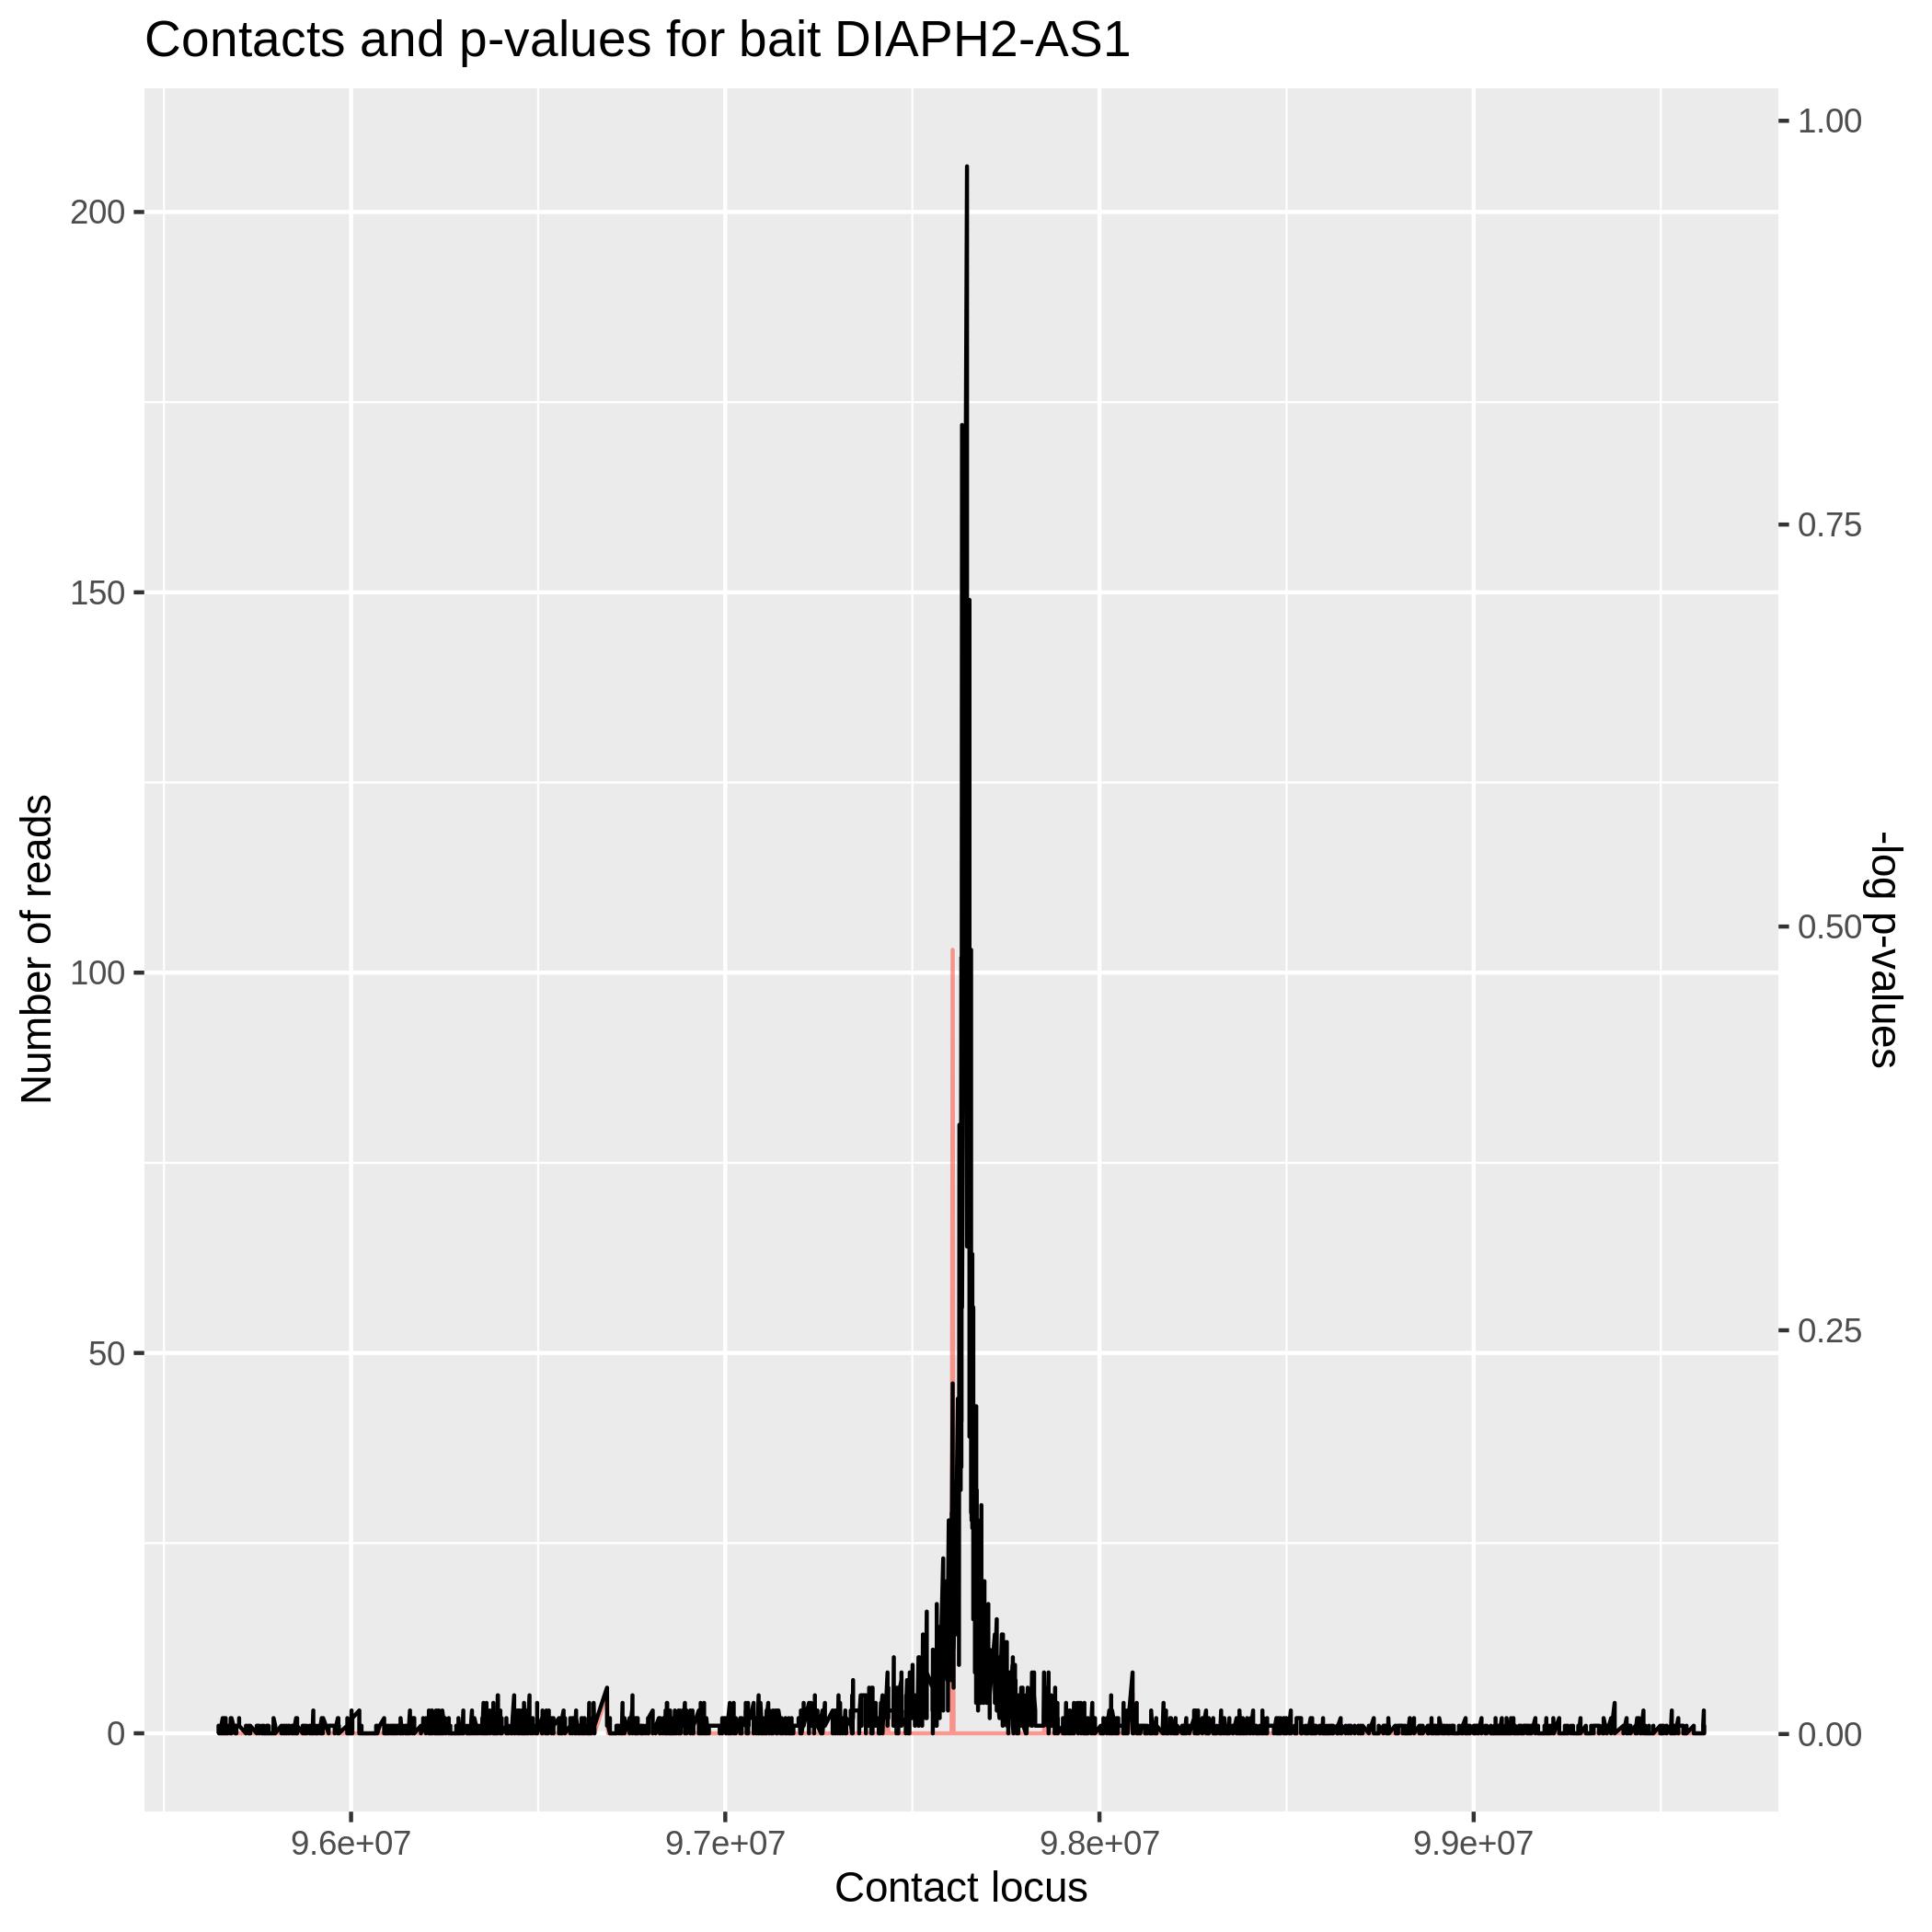 Contacts and p-values for bait DIAPH2-AS1
200
150
100
50
0
Number of reads
1.00
0.75
0.50
0.25
0.00
-log p-values
9.6e+07
9.7e+07
9.8e+07
9.9e+07
Contact locus